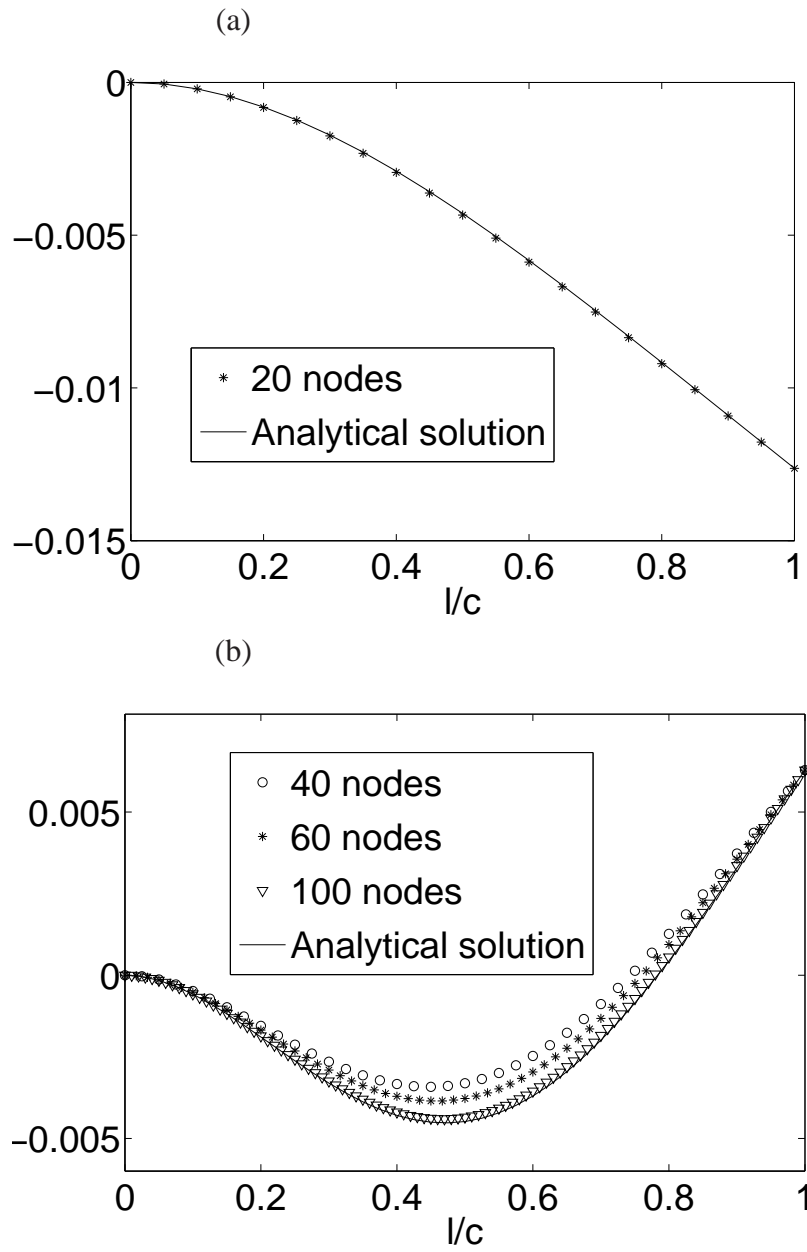 (a)
0
−0.005
−0.01
−0.015
20 nodes
Analytical solution
0 0.2 0.4 0.6 0.8 1
l/c
(b)
0.005
0
−0.005
40 nodes
60 nodes
100 nodes
Analytical solution
0 0.2 0.4 0.6 0.8 1
l/c